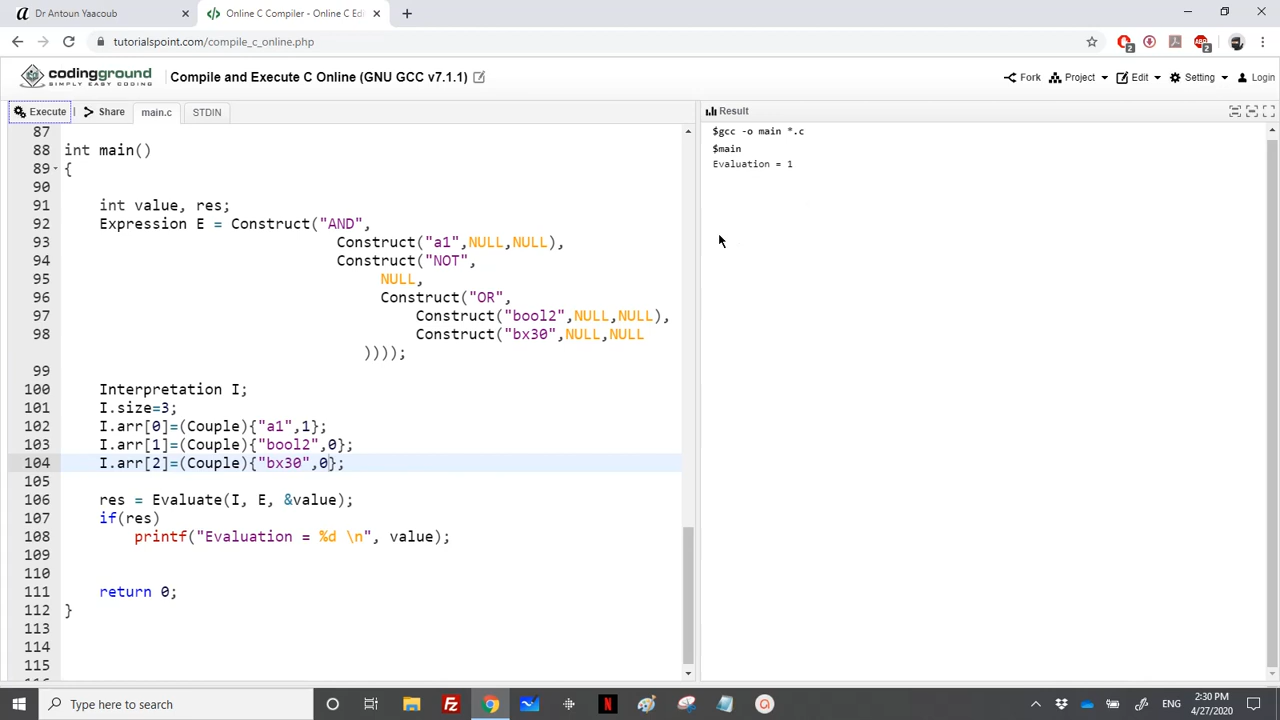 Dr Antoun Yaacoub
Online C Compiler - Online C Edi
tutorialspoint.com/compile_c_online.php
2
2
codingground
SIMPLY EASY CODING
Compile and Execute C Online (GNU GCC v7.1.1)
Fork
Project
Edit
Setting
Login
Execute
Share
main.c
STDIN
Result
87
88 int main()
89 {
90
91 int value, res;
92 Expression E = Construct("AND",
93 Construct("a1",NULL,NULL),
94 Construct("NOT",
95 NULL,
96 Construct("OR",
97 Construct("bool2",NULL,NULL),
98 Construct("bx30",NULL,NULL
))));
99
100 Interpretation I;
101 I.size=3;
102 I.arr[0]=(Couple){"a1",1};
103 I.arr[1]=(Couple){"bool2",0};
104 I.arr[2]=(Couple){"bx30",0};
105
106 res = Evaluate(I, E, &value);
107 if(res)
108 printf("Evaluation = %d \n", value);
109
110
111 return 0;
112 }
113
114
115
$gcc -o main *.c
$main
Evaluation = 1
Type here to search
ENG
2:30 PM
4/27/2020